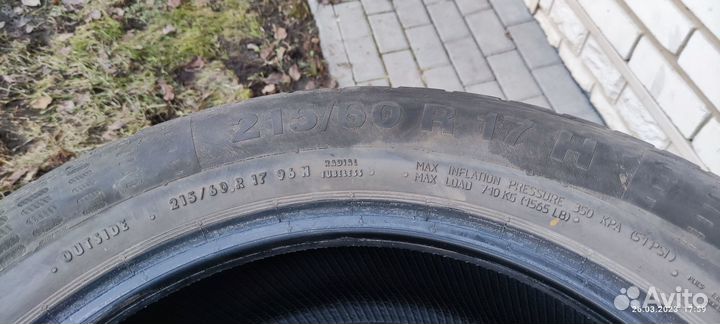 215/60 R 17 H
OUTSIDE • 215/60 R 17 96 H RADIAL TUBELESS
• MAX INFLATION PRESSURE 350 KPA (51PSI)
• MAX LOAD 710 KG (1565 LB)
Avito
26.03.2023 17:59